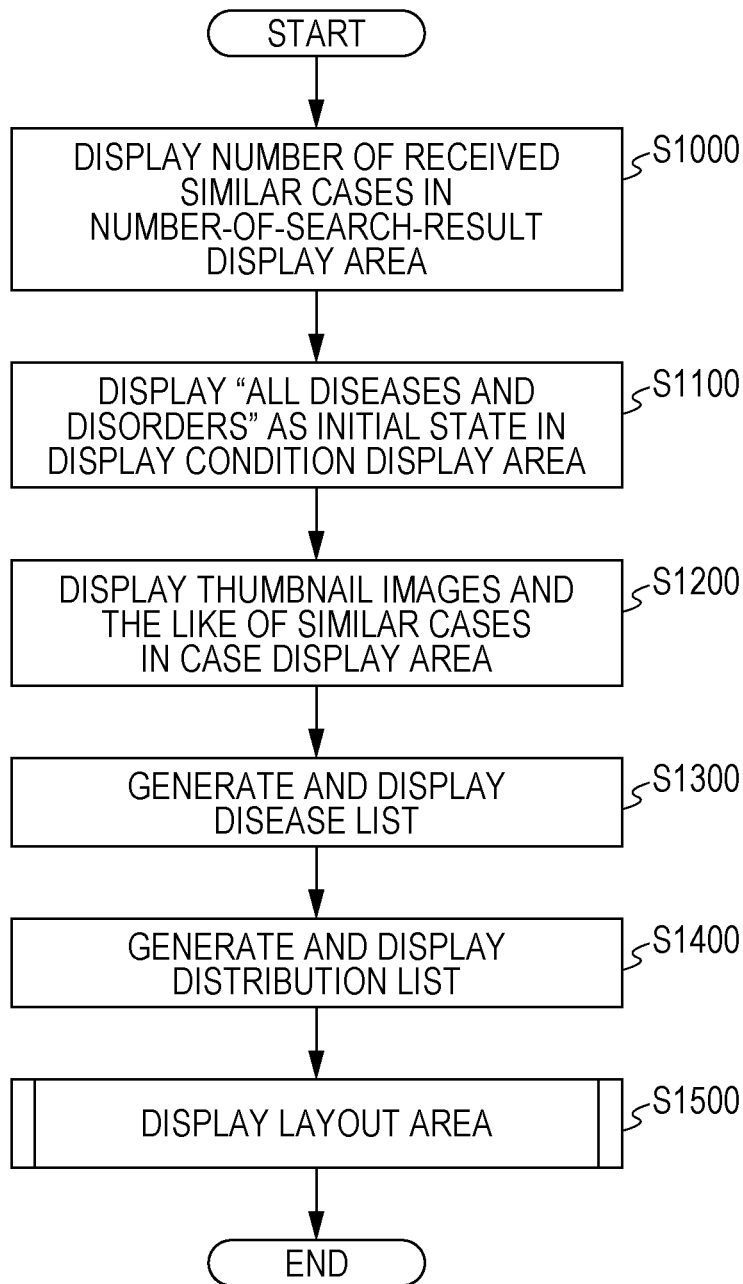 START
DISPLAY NUMBER OF RECEIVED
SIMILAR CASES IN
NUMBER-OF-SEARCH-RESULT
DISPLAY AREA
S1000
DISPLAY “ALL DISEASES AND
DISORDERS” AS INITIAL STATE IN
DISPLAY CONDITION DISPLAY AREA
S1100
DISPLAY THUMBNAIL IMAGES AND
THE LIKE OF SIMILAR CASES
IN CASE DISPLAY AREA
S1200
GENERATE AND DISPLAY
DISEASE LIST
S1300
GENERATE AND DISPLAY
DISTRIBUTION LIST
S1400
DISPLAY LAYOUT AREA
S1500
END